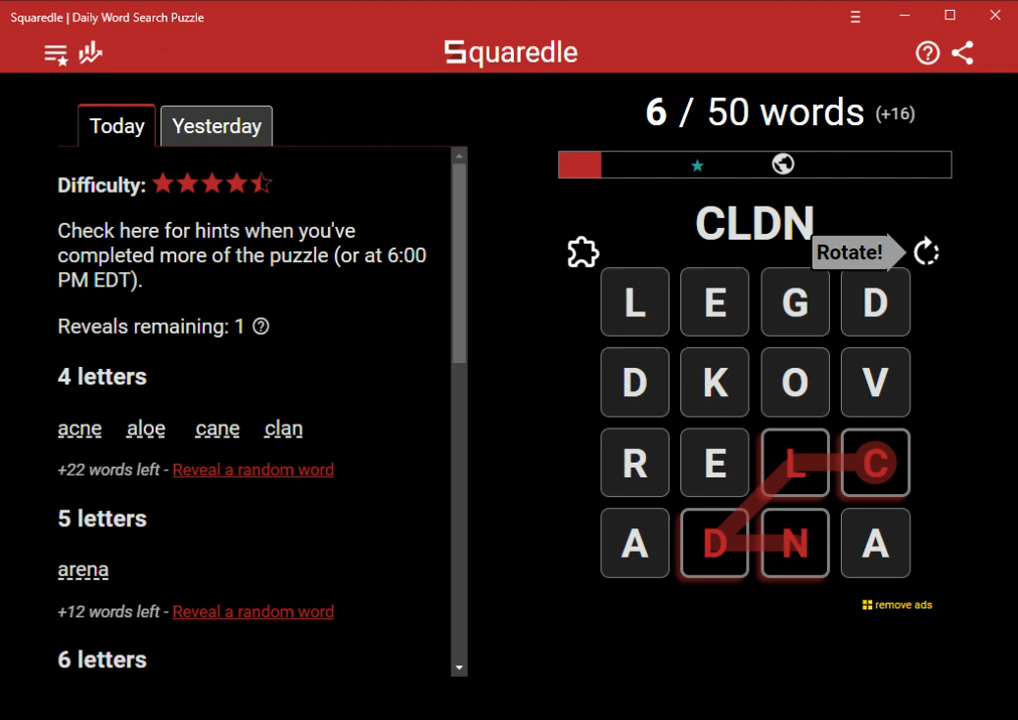 Squaredle | Daily Word Search Puzzle
Squaredle
Today Yesterday
6 / 50 words (+16)
Difficulty:
Check here for hints when you've
completed more of the puzzle (or at 6:00
PM EDT).
Reveals remaining: 1
4 letters
acne aloe cane clan
+22 words left - Reveal a random word
5 letters
arena
+12 words left - Reveal a random word
6 letters
CLDN
Rotate!
L E G D
D K O V
R E L C
A D N A
remove ads